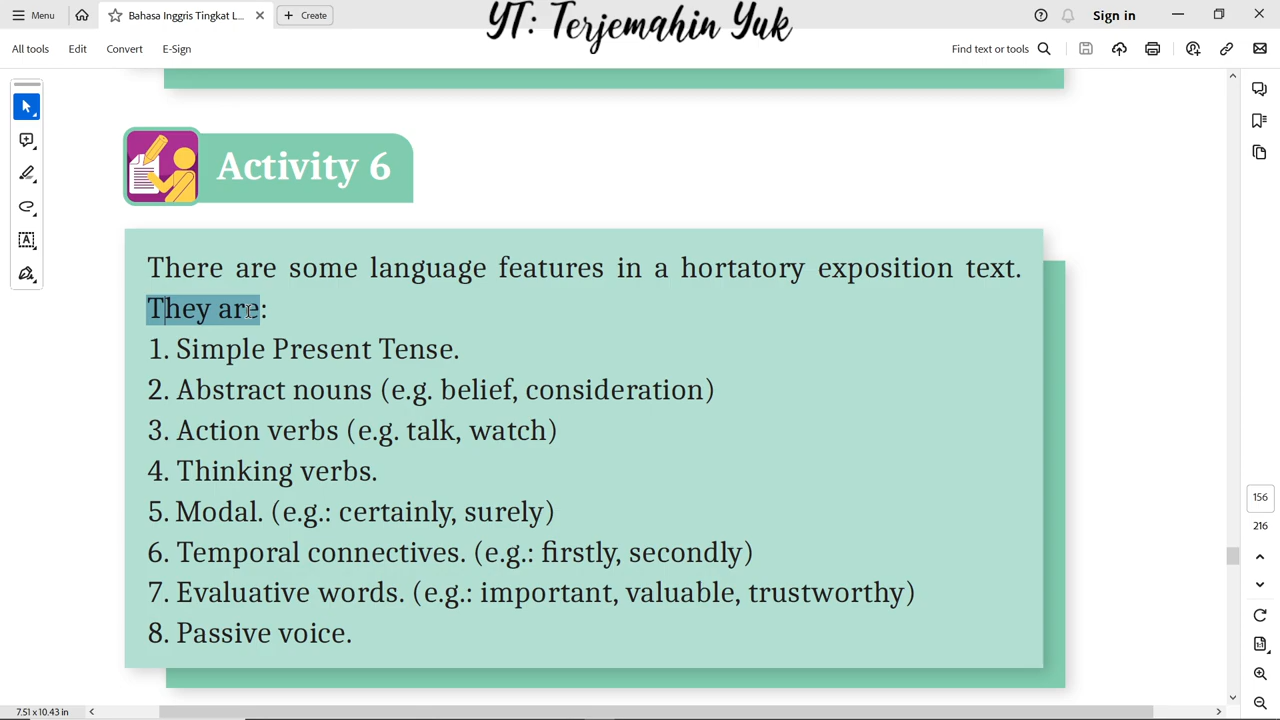 Menu
Bahasa Inggris Tingkat L...
Create
YT: Terjemahin Yuk
Sign in
All tools
Edit
Convert
E-Sign
Find text or tools
Activity 6
There are some language features in a hortatory exposition text.
They are:
1. Simple Present Tense.
2. Abstract nouns (e.g. belief, consideration)
3. Action verbs (e.g. talk, watch)
4. Thinking verbs.
5. Modal. (e.g.: certainly, surely)
6. Temporal connectives. (e.g.: firstly, secondly)
7. Evaluative words. (e.g.: important, valuable, trustworthy)
8. Passive voice.
156
216
7.51 x 10.43 in